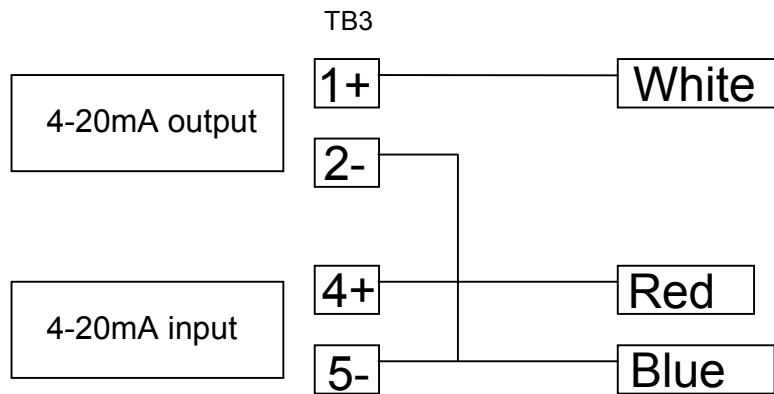 TB3
1+ White
4-20mA output
2-
4+ Red
4-20mA input
5- Blue